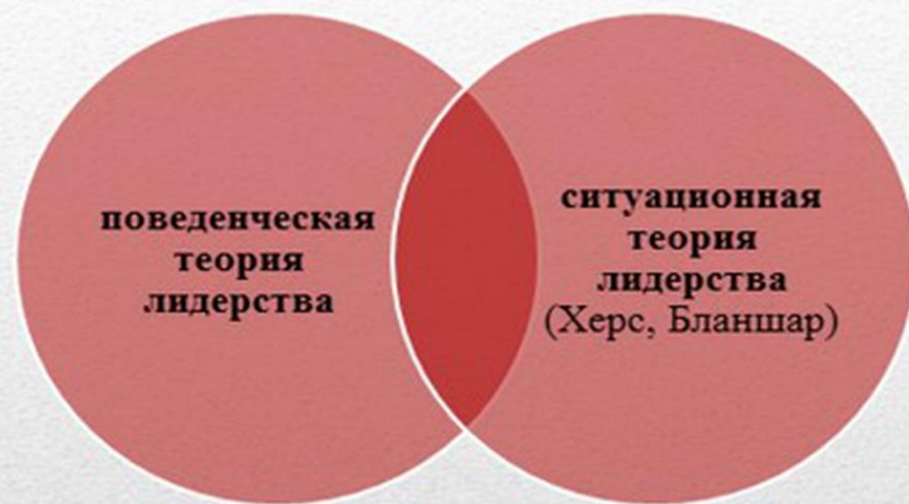 поведенческая
теория
лидерства
ситуационная
теория
лидерства
(Херс, Бланшар)